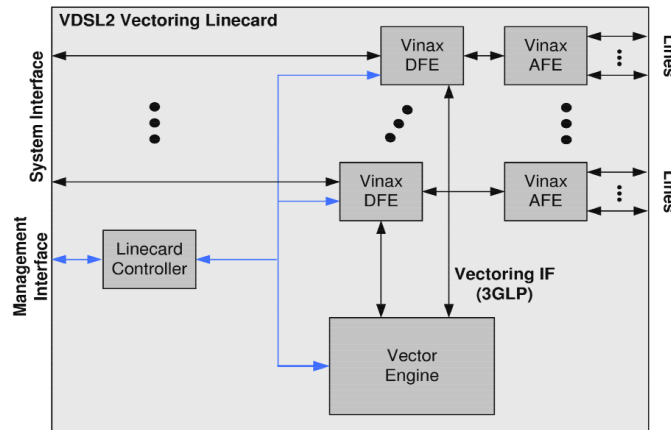 VDSL2 Vectoring Linecard
System Interface
Management
Interface
Vinax
DFE
Vinax
AFE
Lines
Vinax
DFE
Vinax
AFE
Lines
Linecard
Controller
Vectoring IF
(3GLP)
Vector
Engine